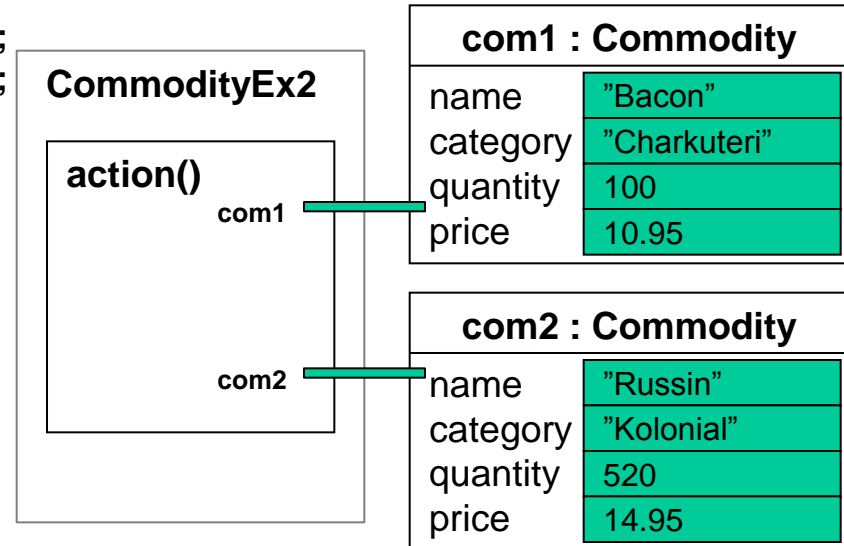 ;
;
CommodityEx2
action()
com1
com2
com1 : Commodity
name ”Bacon”
category ”Charkuteri”
quantity 100
price 10.95
com2 : Commodity
name ”Russin”
category ”Kolonial”
quantity 520
price 14.95